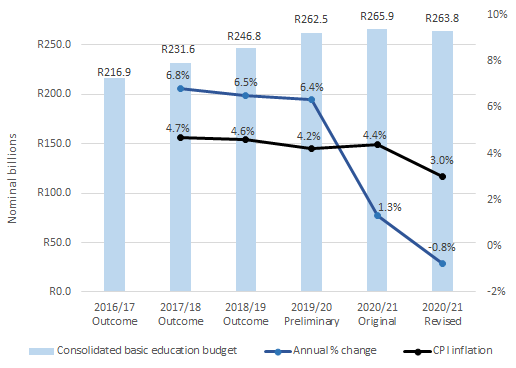 R216.9 R231.6 R246.8 R262.5 R265.9 R263.8
Nominal billions
R250.0
R200.0
R150.0
R100.0
R50.0
R0.0
10%
8%
6%
4%
2%
0%
-2%
6.8% 6.5% 6.4% 1.3% -0.8%
4.7% 4.6% 4.2% 4.4% 3.0%
2016/17 2017/18 2018/19 2019/20 2020/21 2020/21
Outcome Outcome Outcome Preliminary Original Revised
Consolidated basic education budget Annual % change CPI inflation